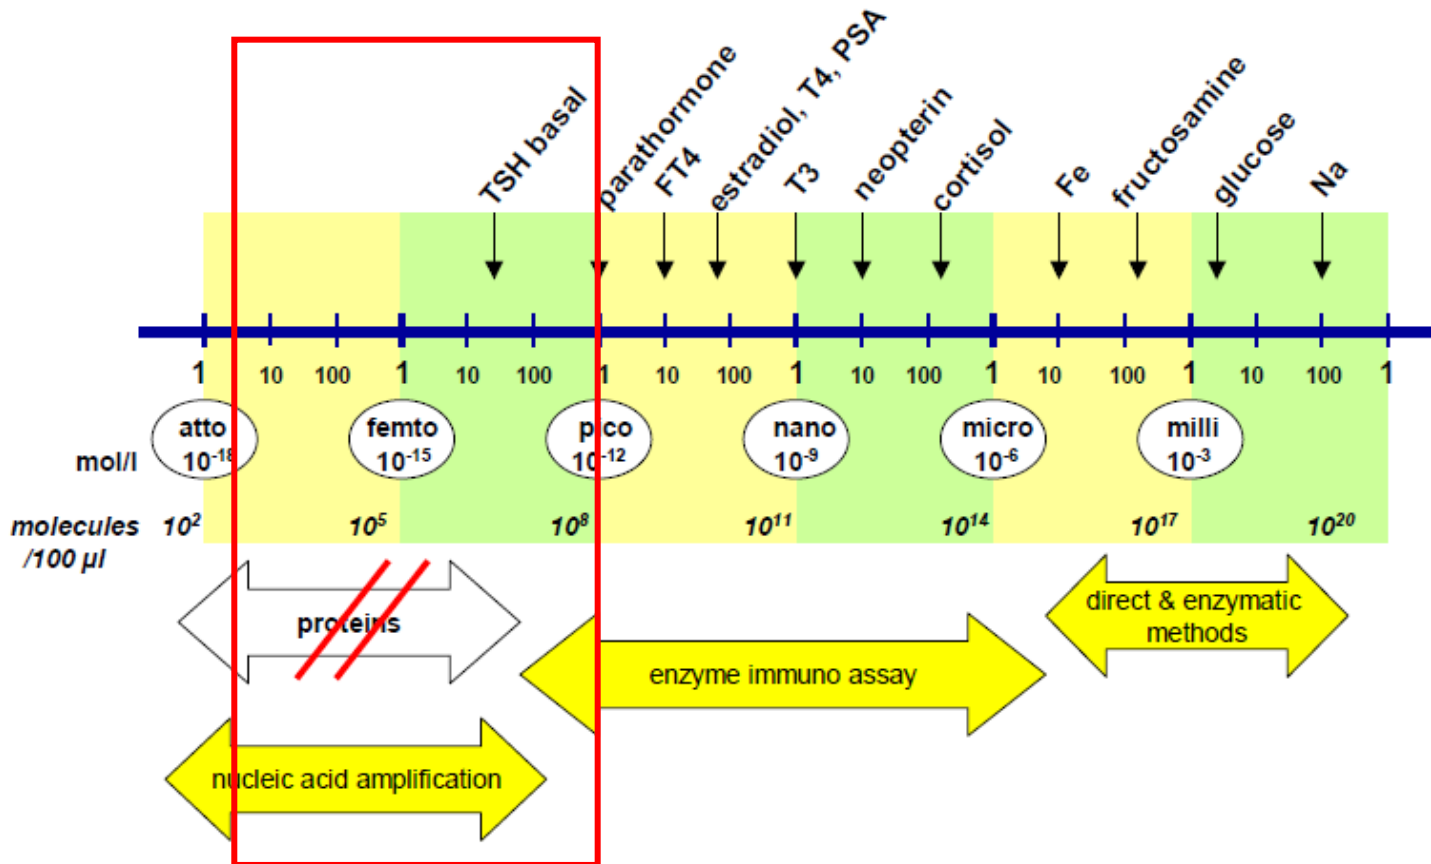 TSH basal
parathormone
FT4
estradiol, T4, PSA
T3
neopterin
cortisol
Fe
fructosamine
glucose
Na
1 10 100 1 10 100 1 10 100 1 10 100 1 10 100 1 10 100 1
mol/l
atto
10⁻¹⁸
femto
10⁻¹⁵
pico
10⁻¹²
nano
10⁻⁹
micro
10⁻⁶
milli
10⁻³
molecules
/100 µl
10² 10⁵ 10⁸ 10¹¹ 10¹⁴ 10¹⁷ 10²⁰
proteins
enzyme immuno assay
direct & enzymatic
methods
nucleic acid amplification